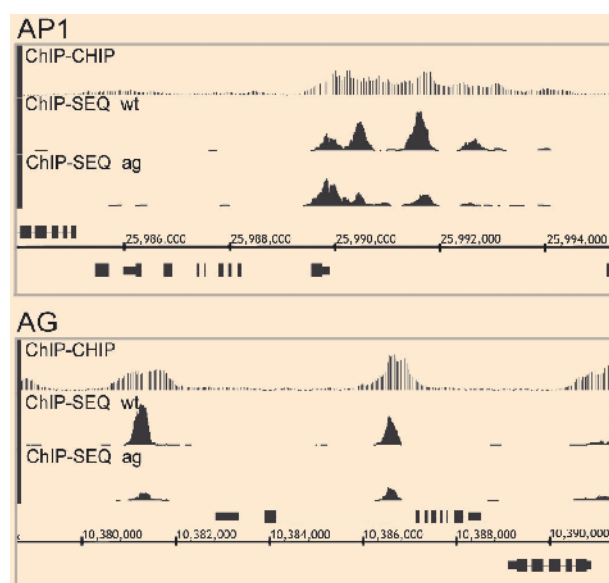 AP1
ChIP-CHIP
ChIP-SEQ wt
ChIP-SEQ ag
25,986,000 25,988,000 25,990,000 25,992,000 25,994,000
AG
ChIP-CHIP
ChIP-SEQ wt
ChIP-SEQ ag
10,380,000 10,382,000 10,384,000 10,386,000 10,388,000 10,390,000